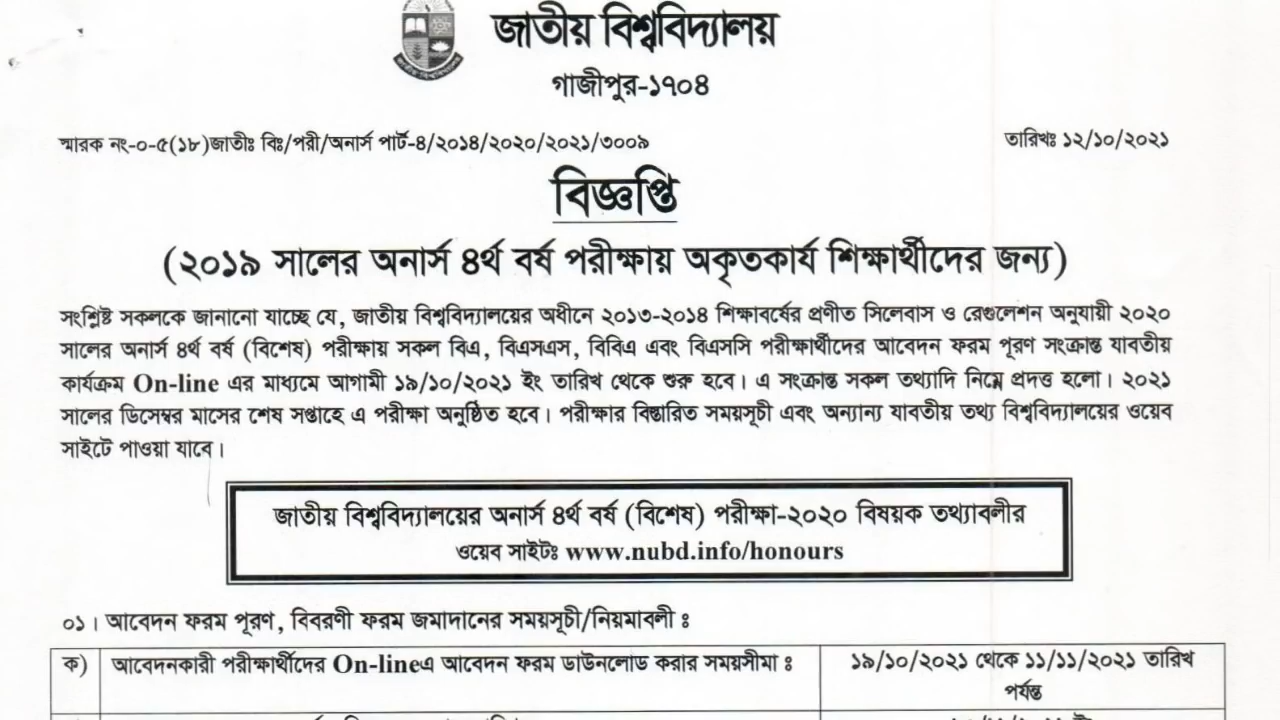 জাতীয় বিশ্ববিদ্যালয়
গাজীপুর-১৭০৪
স্মারক নং-০-৫(১৮)জাতীঃ বিঃ/পরী/অনার্স পার্ট-৪/২০১৪/২০২০/২০২১/৩০০৯
তারিখঃ ১২/১০/২০২১
বিজ্ঞপ্তি
(২০১৯ সালের অনার্স ৪র্থ বর্ষ পরীক্ষায় অকৃতকার্য শিক্ষার্থীদের জন্য)
সংশ্লিষ্ট সকলকে জানানো যাচ্ছে যে, জাতীয় বিশ্ববিদ্যালয়ের অধীনে ২০১৩-২০১৪ শিক্ষাবর্ষের প্রণীত সিলেবাস ও রেগুলেশন অনুযায়ী ২০২০
সালের অনার্স ৪র্থ বর্ষ (বিশেষ) পরীক্ষায় সকল বিএ, বিএসএস, বিবিএ এবং বিএসসি পরীক্ষার্থীদের আবেদন ফরম পূরণ সংক্রান্ত যাবতীয়
কার্যক্রম On-line এর মাধ্যমে আগামী ১৯/১০/২০২১ ইং তারিখ থেকে শুরু হবে। এ সংক্রান্ত সকল তথ্যাদি নিম্নে প্রদত্ত হলো। ২০২১
সালের ডিসেম্বর মাসের শেষ সপ্তাহে এ পরীক্ষা অনুষ্ঠিত হবে। পরীক্ষার বিস্তারিত সময়সূচী এবং অন্যান্য যাবতীয় তথ্য বিশ্ববিদ্যালয়ের ওয়েব
সাইটে পাওয়া যাবে।
জাতীয় বিশ্ববিদ্যালয়ের অনার্স ৪র্থ বর্ষ (বিশেষ) পরীক্ষা-২০২০ বিষয়ক তথ্যাবলীর
ওয়েব সাইটঃ www.nubd.info/honours
০১। আবেদন ফরম পূরণ, বিবরণী ফরম জমাদানের সময়সূচী/নিয়মাবলী ঃ
ক) আবেদনকারী পরীক্ষার্থীদের On-lineএ আবেদন ফরম ডাউনলোড করার সময়সীমা ঃ
১৯/১০/২০২১ থেকে ১১/১১/২০২১ তারিখ
পর্যন্ত